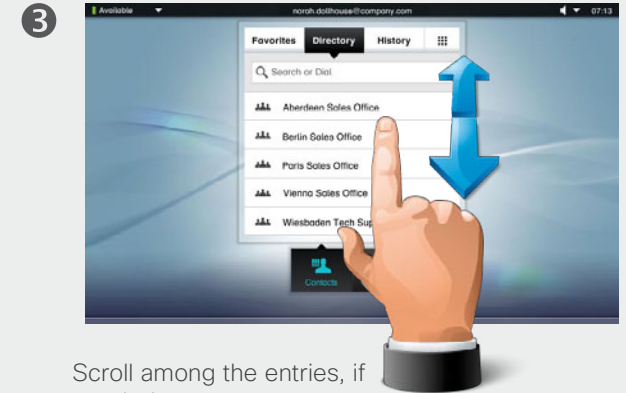 3
Available norah.dollhouse@company.com 07:13
Favorites Directory History
Search or Dial
Aberdeen Sales Office
Berlin Sales Office
Paris Sales Office
Vienna Sales Office
Wiesbaden Tech Sup
Contacts
Scroll among the entries, if